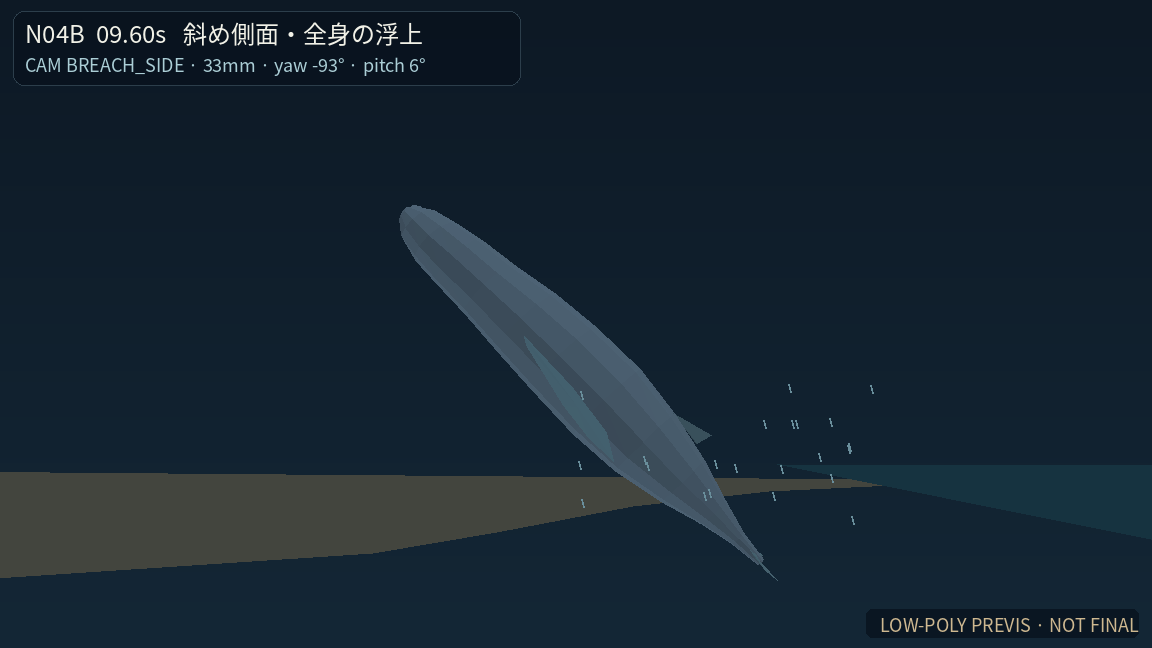 N04B 09.60s 斜め側面・全身の浮上
CAM BREACH_SIDE · 33mm · yaw -93° · pitch 6°
LOW-POLY PREVIS · NOT FINAL